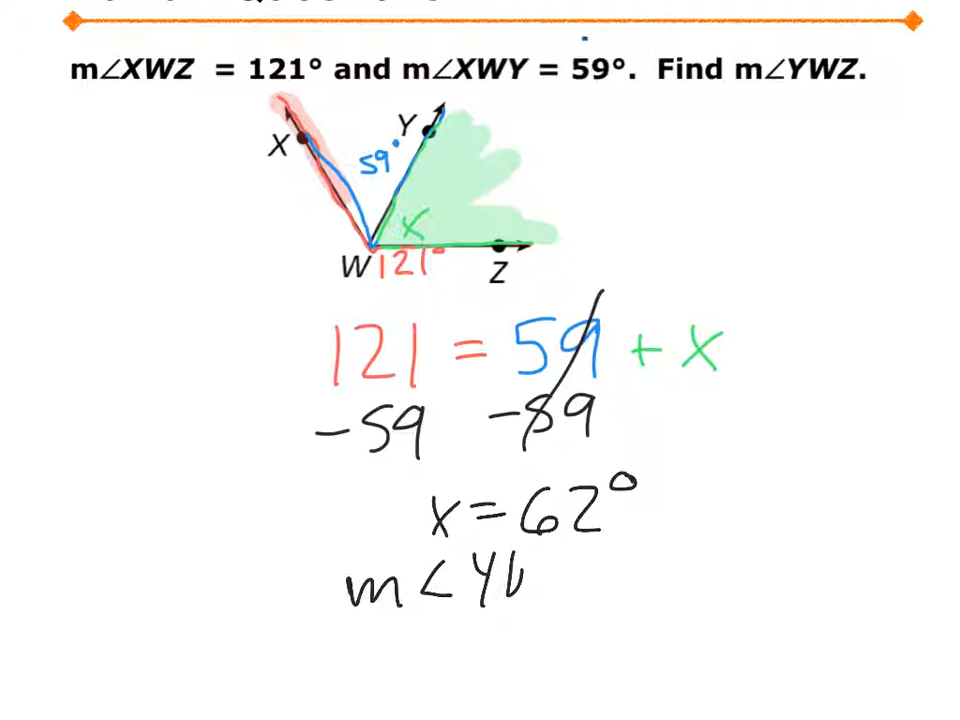 m∠XWZ = 121° and m∠XWY = 59°. Find m∠YWZ.
X
Y
59°
x
W
121°
Z
121 = 59 + x
-59 -59
x = 62°
m∠Y